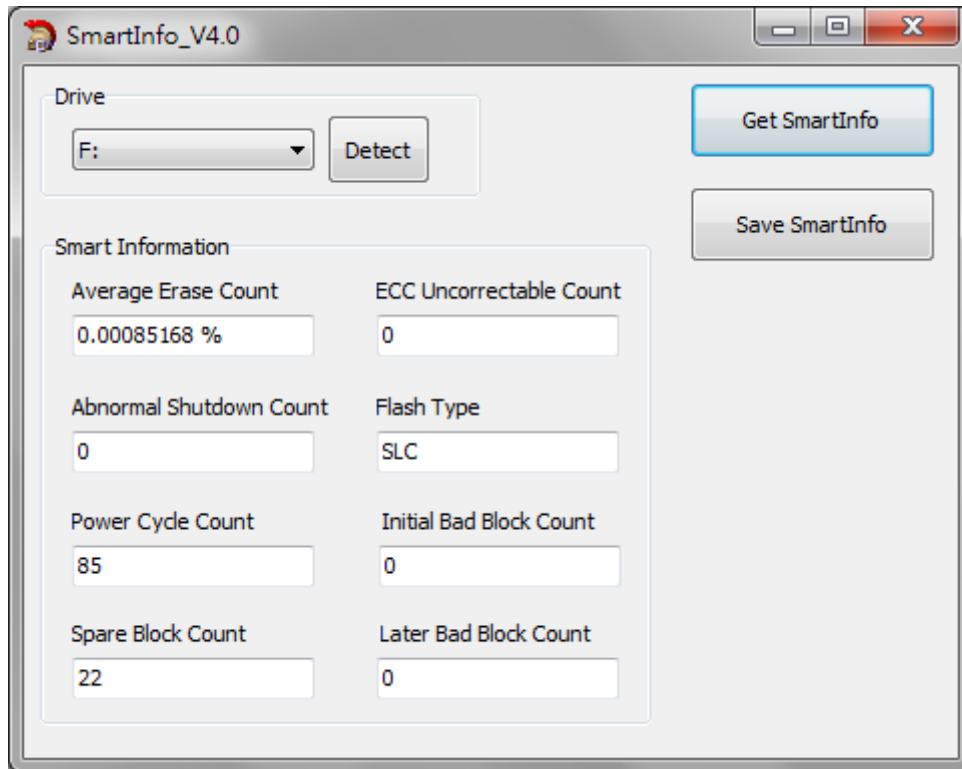 SmartInfo_V4.0
Drive
F:
Detect
Get SmartInfo
Save SmartInfo
Smart Information
Average Erase Count
ECC Uncorrectable Count
0.00085168 %
0
Abnormal Shutdown Count
Flash Type
0
SLC
Power Cycle Count
Initial Bad Block Count
85
0
Spare Block Count
Later Bad Block Count
22
0